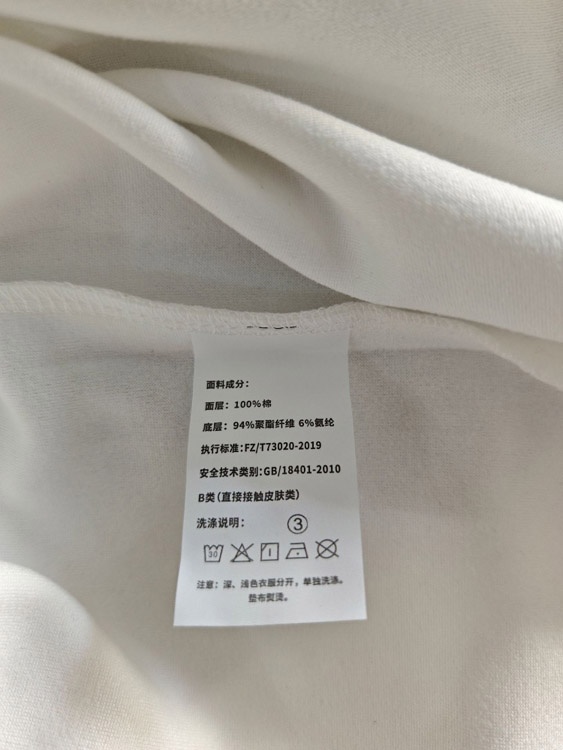 面料成分：
面层：100%棉
底层：94%聚酯纤维 6%氨纶
执行标准:FZ/T73020-2019
安全技术类别:GB/18401-2010
B类(直接接触皮肤类)
洗涤说明：
③
30
注意：深、浅色衣服分开，单独洗涤。
垫布熨烫。